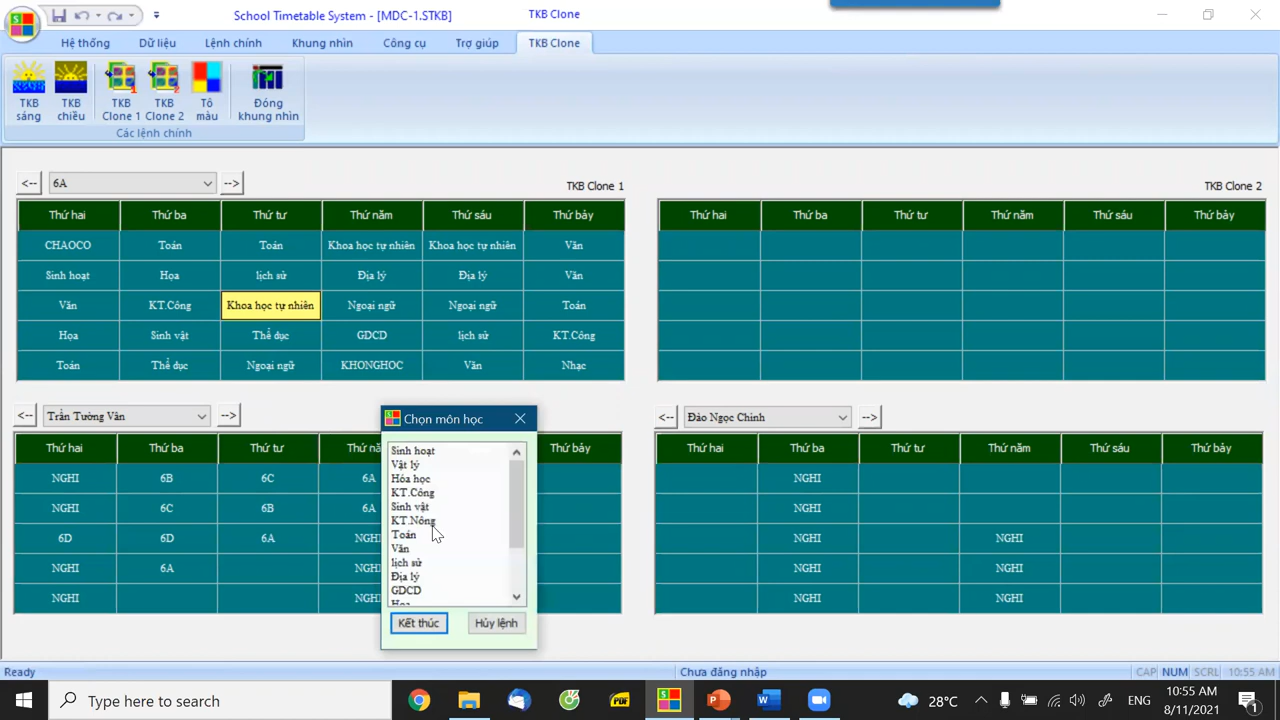 School Timetable System - [MDC-1.STKB]
TKB Clone
Hệ thống
Dữ liệu
Lệnh chính
Khung nhìn
Công cụ
Trợ giúp
TKB Clone
TKB sáng
TKB chiều
TKB Clone 1
TKB Clone 2
Tô màu
Đóng khung nhìn
Các lệnh chính
<-- 6A -->
TKB Clone 1
Thứ hai Thứ ba Thứ tư Thứ năm Thứ sáu Thứ bảy
CHAOCO Toán Toán Khoa học tự nhiên Khoa học tự nhiên Văn
Sinh hoạt Họa lịch sử Địa lý Địa lý Văn
Văn KT.Công Khoa học tự nhiên Ngoại ngữ Ngoại ngữ Toán
Họa Sinh vật Thể dục GDCD lịch sử KT.Công
Toán Thể dục Ngoại ngữ KHONGHOC Văn Nhạc
TKB Clone 2
Thứ hai Thứ ba Thứ tư Thứ năm Thứ sáu Thứ bảy
<-- Trần Tường Vân -->
Thứ hai Thứ ba Thứ tư Thứ nă Thứ bảy
NGHI 6B 6C 6A
NGHI 6C 6B 6A
6D 6D 6A NGH
NGHI 6A NGH
NGHI NGH
Chọn môn học
Sinh hoạt
Vật lý
Hóa học
KT.Công
Sinh vật
KT.Nông
Toán
Văn
lịch sử
Địa lý
GDCD
Họa
Kết thúc
Hủy lệnh
<-- Đào Ngọc Chinh -->
Thứ hai Thứ ba Thứ tư Thứ năm Thứ sáu Thứ bảy
NGHI
NGHI
NGHI NGHI
NGHI NGHI
NGHI NGHI
Ready
Chưa đăng nhập
CAP NUM SCRL 10:55 AM
Type here to search
PDF
28°C
ENG
10:55 AM
8/11/2021
1